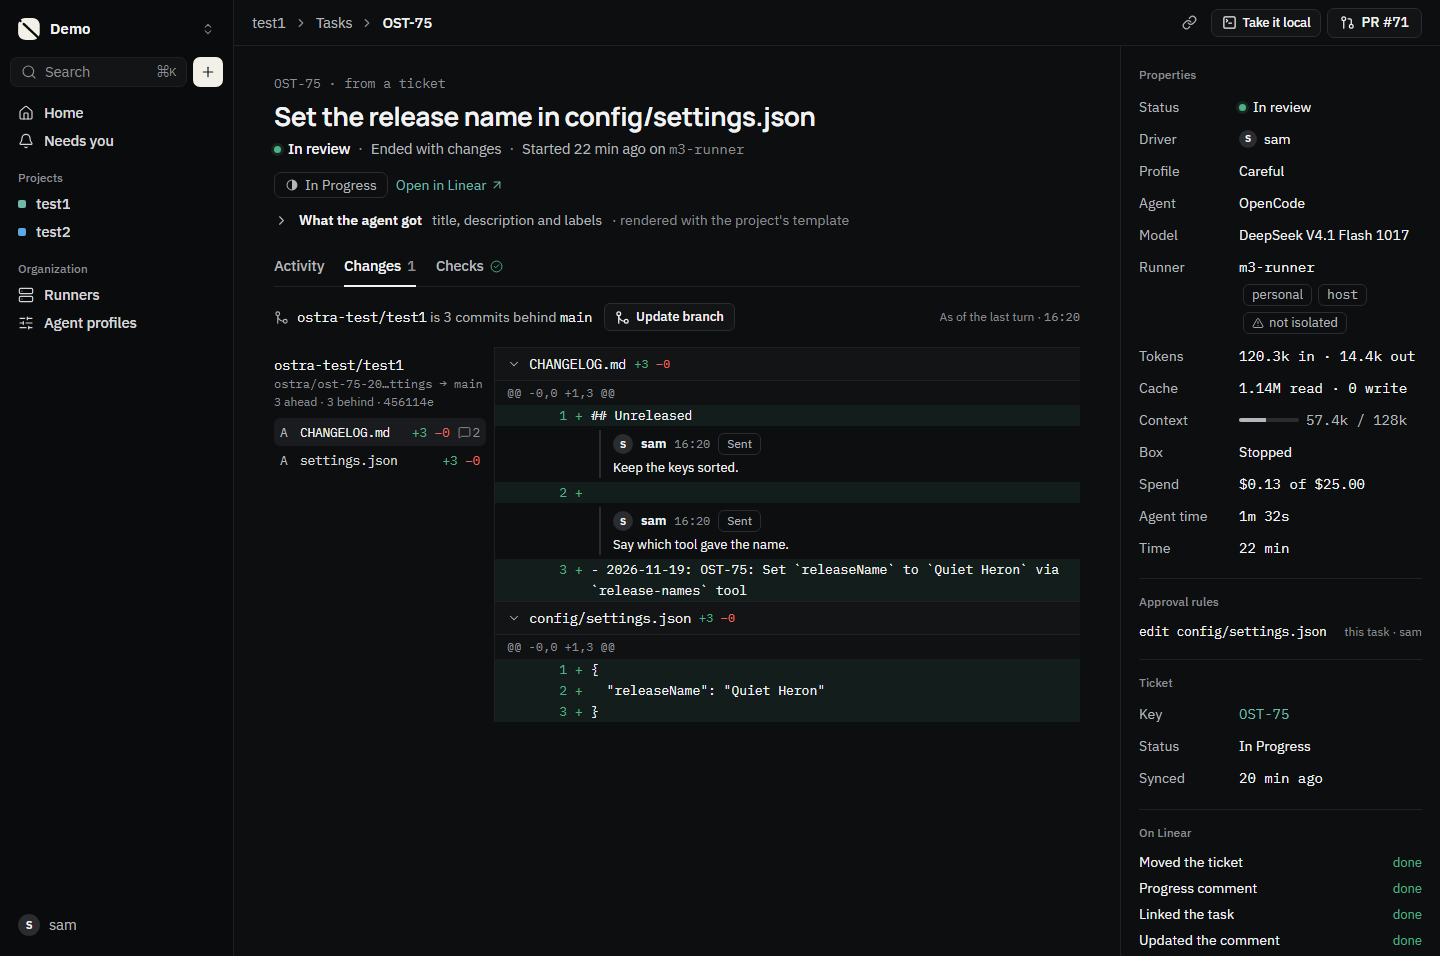 Demo
Search ⌘K
Home
Needs you
Projects
test1
test2
Organization
Runners
Agent profiles
S sam
test1 > Tasks > OST-75
Take it local
PR #71
OST-75 · from a ticket
Set the release name in config/settings.json
In review · Ended with changes · Started 22 min ago on m3-runner
In Progress
Open in Linear ↗
What the agent got title, description and labels · rendered with the project's template
Activity
Changes 1
Checks
ostra-test/test1 is 3 commits behind main
Update branch
As of the last turn · 16:20
ostra-test/test1
ostra/ost-75-20…ttings → main
3 ahead · 3 behind · 456114e
A CHANGELOG.md +3 −0 2
A settings.json +3 −0
CHANGELOG.md +3 −0
@@ -0,0 +1,3 @@
1 + ## Unreleased
S sam 16:20 Sent
Keep the keys sorted.
2 +
S sam 16:20 Sent
Say which tool gave the name.
3 + - 2026-11-19: OST-75: Set `releaseName` to `Quiet Heron` via
`release-names` tool
config/settings.json +3 −0
@@ -0,0 +1,3 @@
1 + {
2 + "releaseName": "Quiet Heron"
3 + }
Properties
Status In review
Driver S sam
Profile Careful
Agent OpenCode
Model DeepSeek V4.1 Flash 1017
Runner m3-runner
personal host
not isolated
Tokens 120.3k in · 14.4k out
Cache 1.14M read · 0 write
Context 57.4k / 128k
Box Stopped
Spend $0.13 of $25.00
Agent time 1m 32s
Time 22 min
Approval rules
edit config/settings.json this task · sam
Ticket
Key OST-75
Status In Progress
Synced 20 min ago
On Linear
Moved the ticket done
Progress comment done
Linked the task done
Updated the comment done